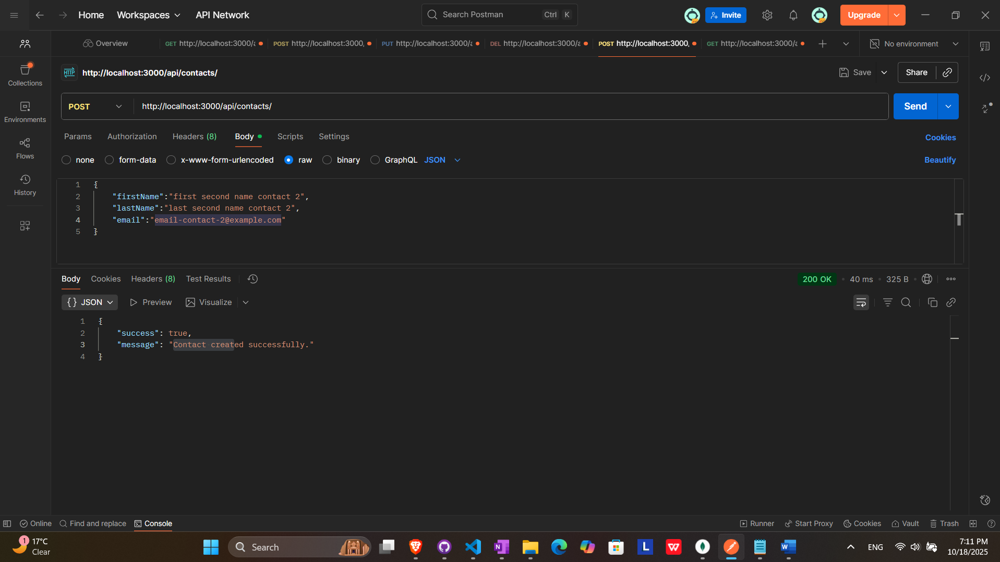 Home Workspaces API Network Search Postman Ctrl K Invite Upgrade
Overview GET http://localhost:3000/a POST http://localhost:3000, PUT http://localhost:3000/a DEL http://localhost:3000/a POST http://localhost:3000, GET http://localhost:3000/a No environment
HTTP http://localhost:3000/api/contacts/ Save Share
Collections
Environments
Flows
History
POST http://localhost:3000/api/contacts/ Send
Params Authorization Headers (8) Body Scripts Settings Cookies
none form-data x-www-form-urlencoded raw binary GraphQL JSON Beautify
1 {
2 "firstName":"first second name contact 2",
3 "lastName":"last second name contact 2",
4 "email":"email-contact-2@example.com"
5 }
Body Cookies Headers (8) Test Results 200 OK • 40 ms • 325 B
{} JSON Preview Visualize
1 {
2 "success": true,
3 "message": "Contact created successfully."
4 }
Online Find and replace Console Runner Start Proxy Cookies Vault Trash
1 17°C
Clear
Search
L
W
N
W
ENG
7:11 PM
10/18/2025